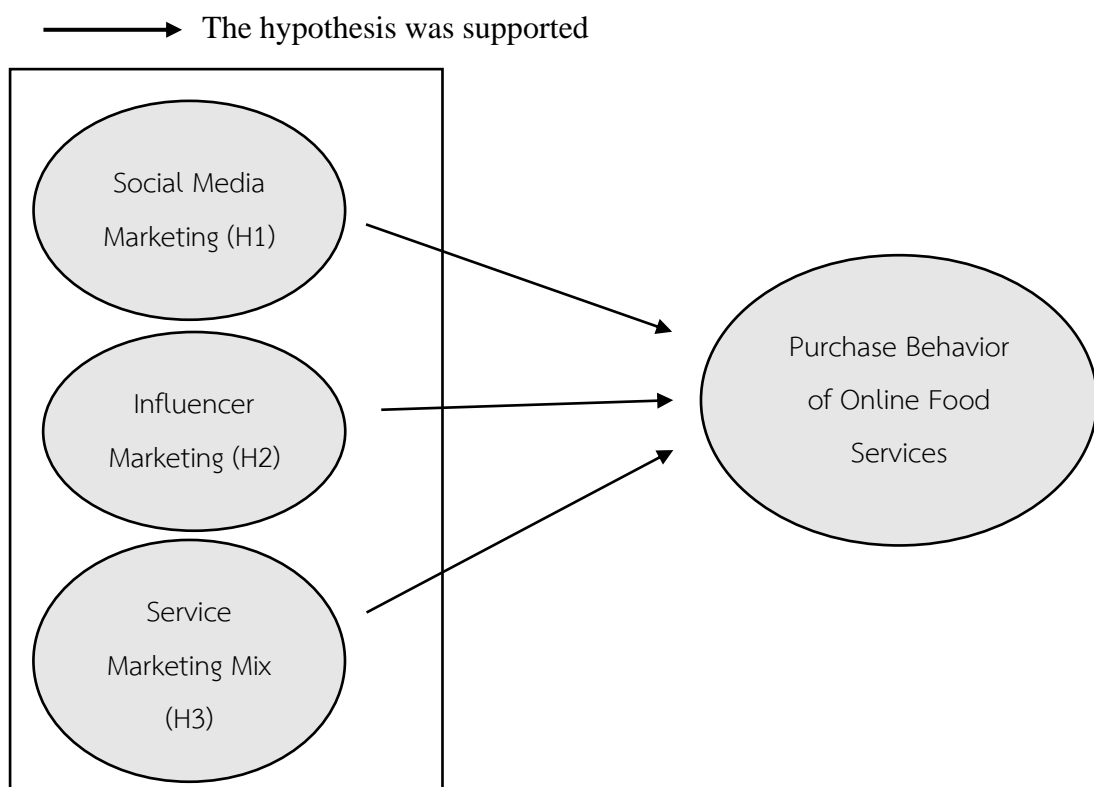 The hypothesis was supported
Social Media
Marketing (H1)
Influencer
Marketing (H2)
Service
Marketing Mix
(H3)
Purchase Behavior
of Online Food
Services